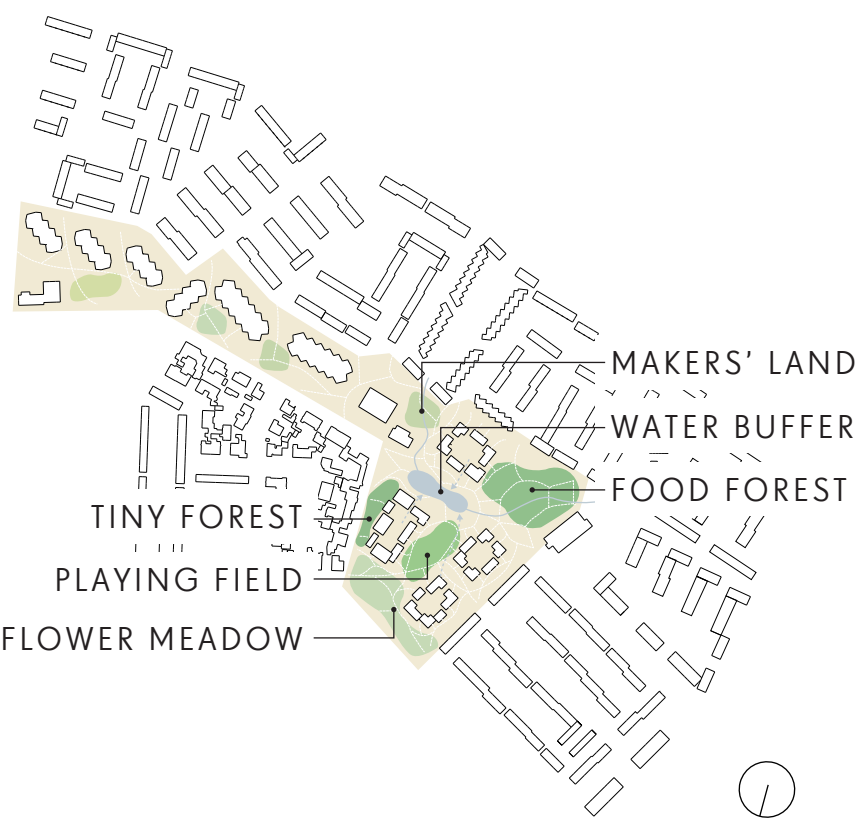 MAKERS’ LAND
WATER BUFFER
FOOD FOREST
TINY FOREST
PLAYING FIELD
FLOWER MEADOW